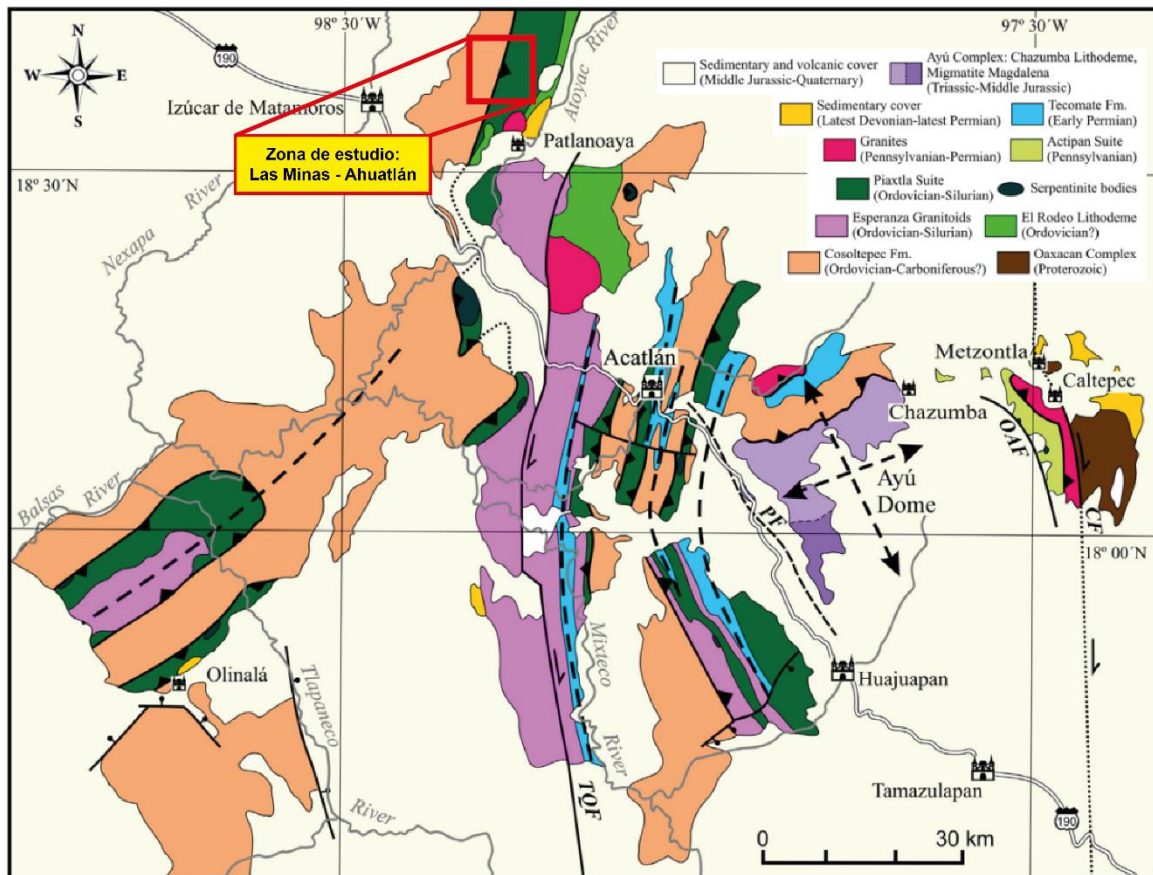 98° 30´W
97° 30´W
N
W
E
S
190
River
Izúcar de Matamoros
Atoyac
Patlanoaya
Zona de estudio:
Las Minas - Ahuatlán
18° 30´N
River
Nexapa
Sedimentary and volcanic cover
(Middle Jurassic-Quaternary)
Ayú Complex: Chazumba Lithodeme,
Migmatite Magdalena
(Triassic-Middle Jurassic)
Sedimentary cover
(Latest Devonian-latest Permian)
Tecomate Fm.
(Early Permian)
Granites
(Pennsylvanian-Permian)
Actipan Suite
(Pennsylvanian)
Piaxtla Suite
(Ordovician-Silurian)
Serpentinite bodies
Esperanza Granitoids
(Ordovician-Silurian)
El Rodeo Lithodeme
(Ordovician?)
Cosoltepec Fm.
(Ordovician-Carboniferous?)
Oaxacan Complex
(Proterozoic)
Acatlán
Metzontla
Caltepec
Chazumba
OAF
Ayú
Dome
PF
CF
Balsas
River
18° 00´N
Olinalá
Tlapaneco
River
Mixteco
River
TQF
Huajuapan
Tamazulapan
190
0
30 km